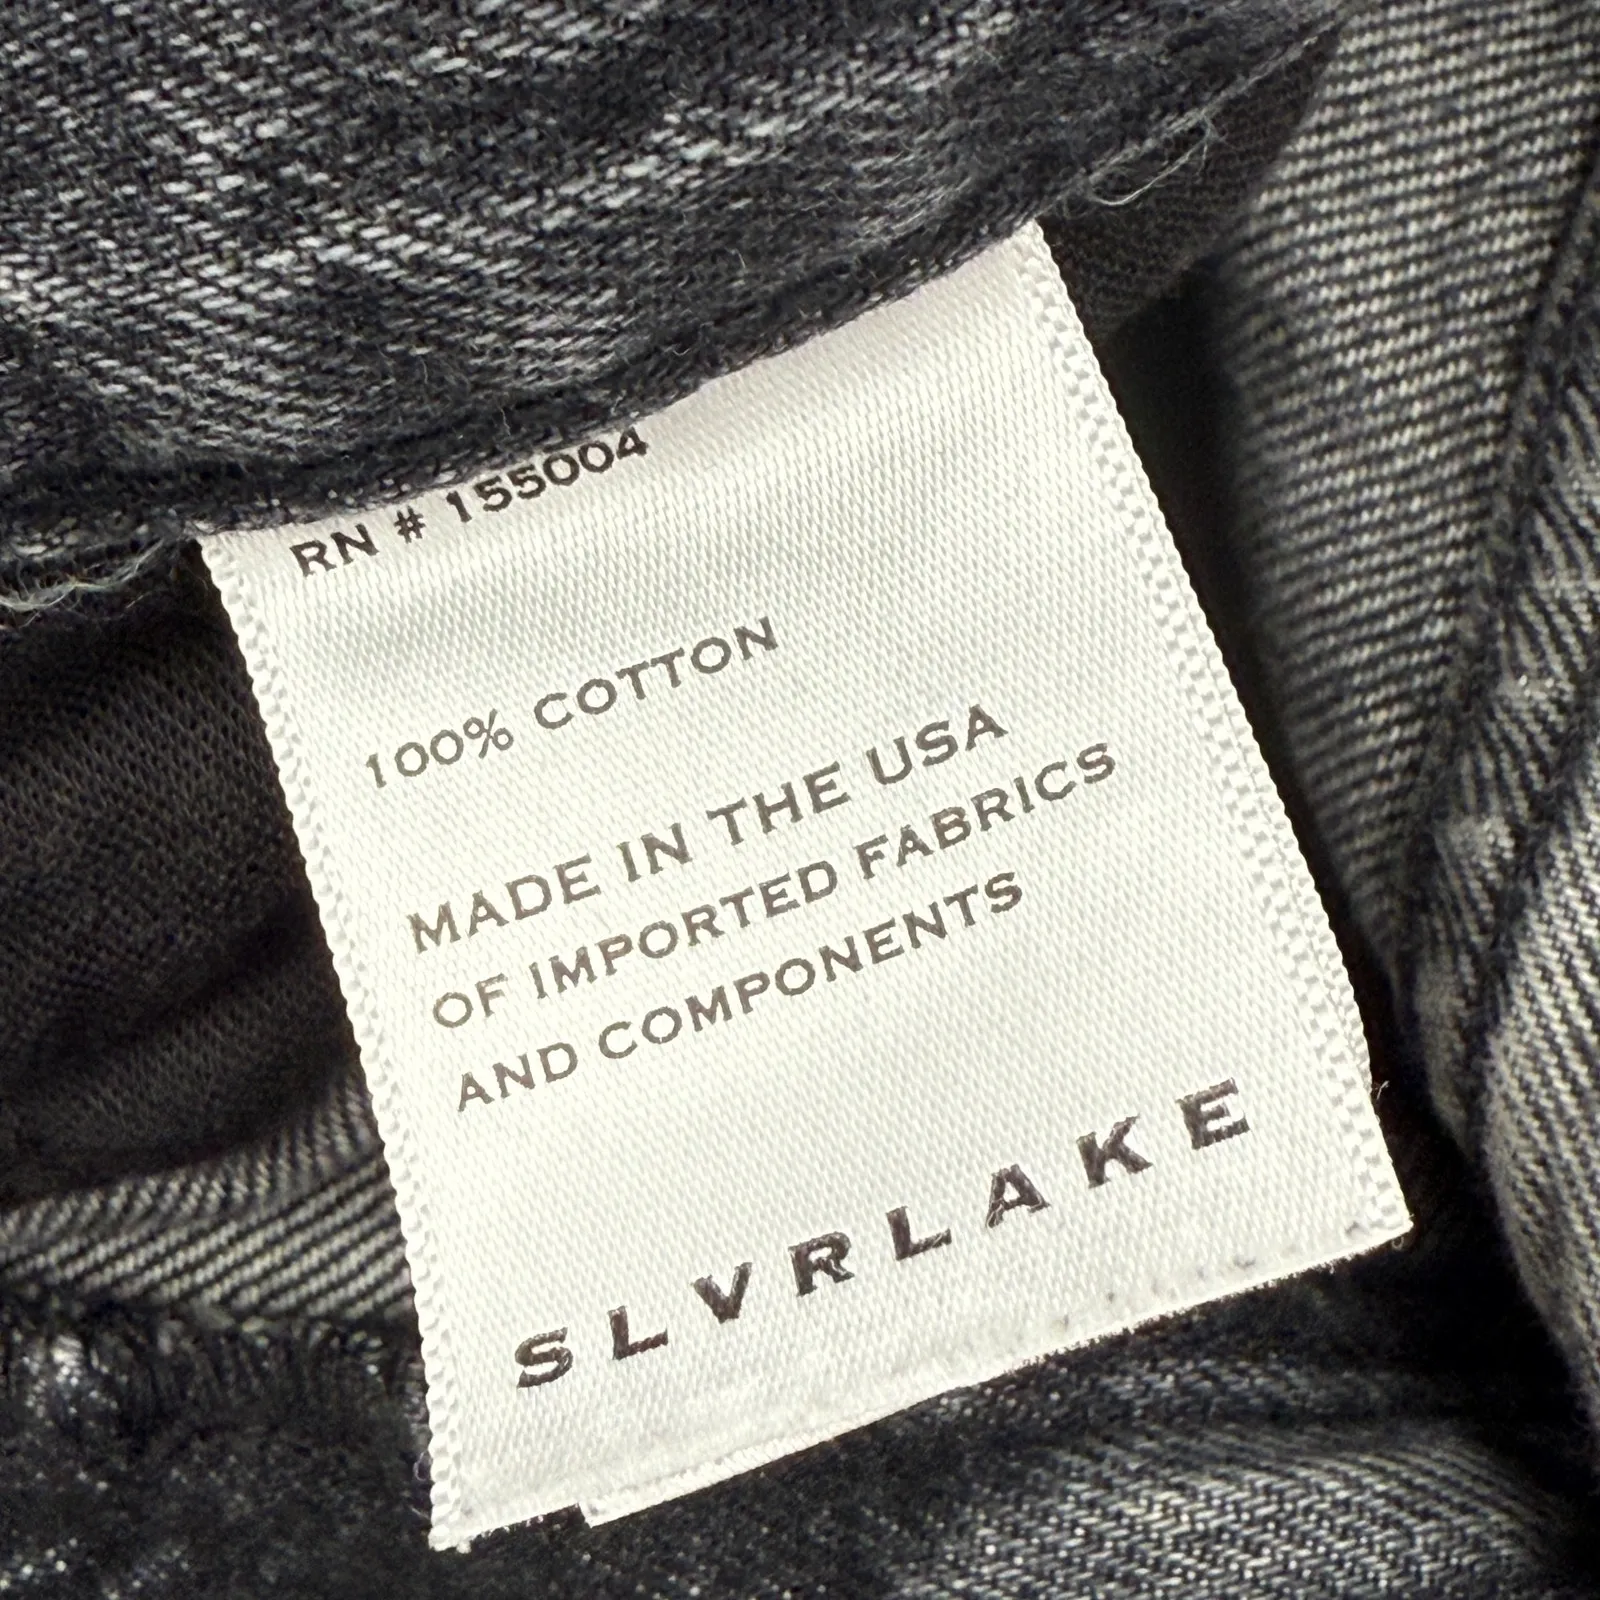 RN # 155004
100% COTTON
MADE IN THE USA
OF IMPORTED FABRICS
AND COMPONENTS
SLVRLAKE